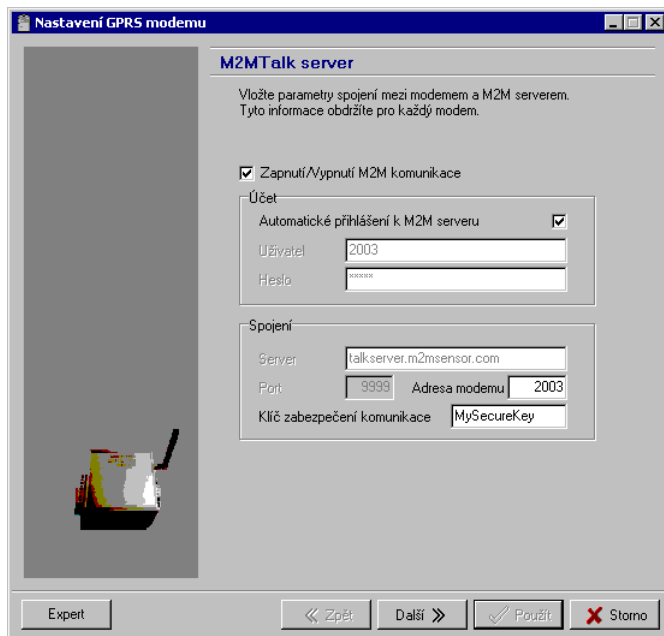 Nastavení GPRS modemu
M2MTalk server
Vložte parametry spojení mezi modemem a M2M serverem.
Tyto informace obdržíte pro každý modem.
Zapnutí/Vypnutí M2M komunikace
Účet
Automatické přihlášení k M2M serveru
Uživatel 2003
Heslo *****
Spojení
Server talkserver.m2msensor.com
Port 9999 Adresa modemu 2003
Klíč zabezpečení komunikace MySecureKey
Expert Zpět Další Použít Storno